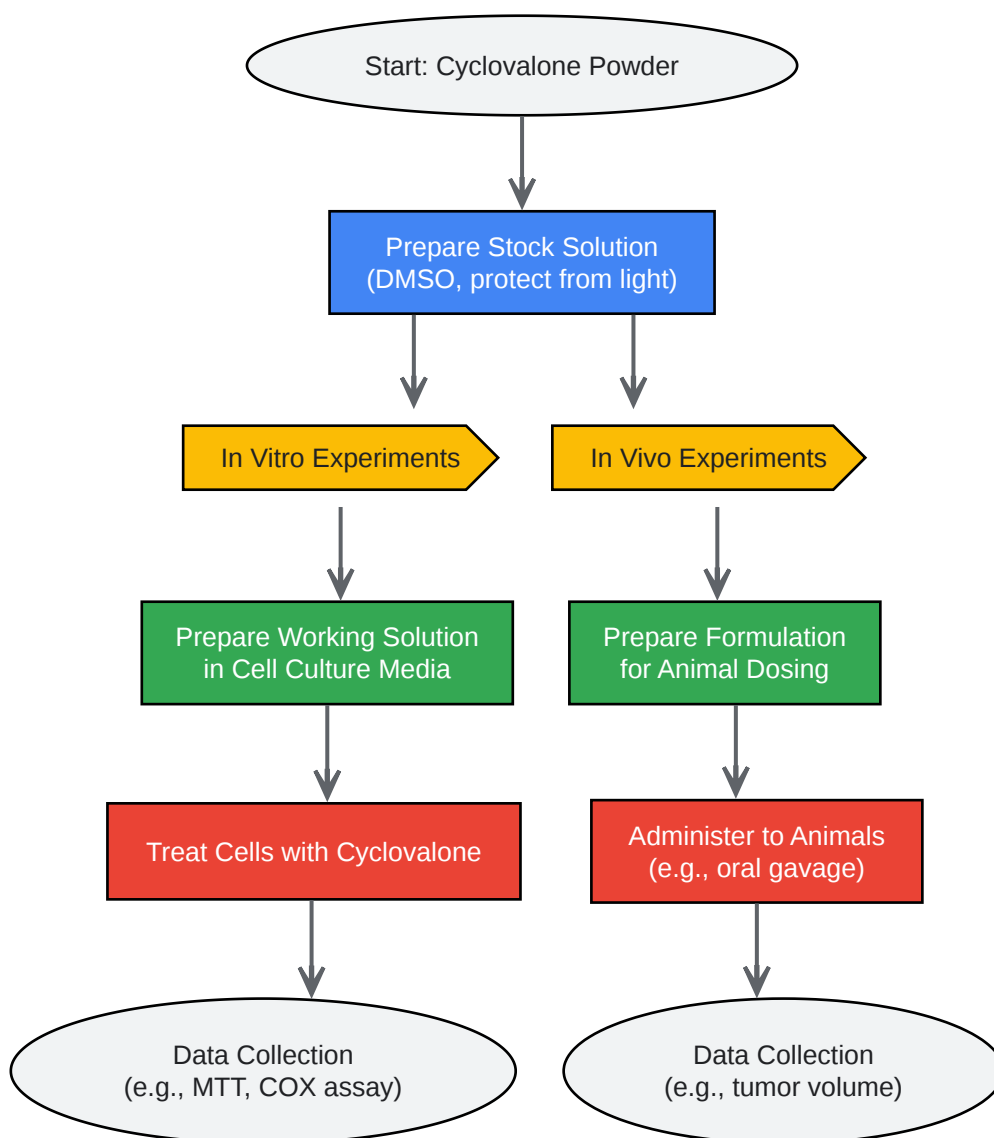 Start: Cyclovalone Powder
Prepare Stock Solution
(DMSO, protect from light)
In Vitro Experiments
In Vivo Experiments
Prepare Working Solution
in Cell Culture Media
Prepare Formulation
for Animal Dosing
Treat Cells with Cyclovalone
Administer to Animals
(e.g., oral gavage)
Data Collection
(e.g., MTT, COX assay)
Data Collection
(e.g., tumor volume)